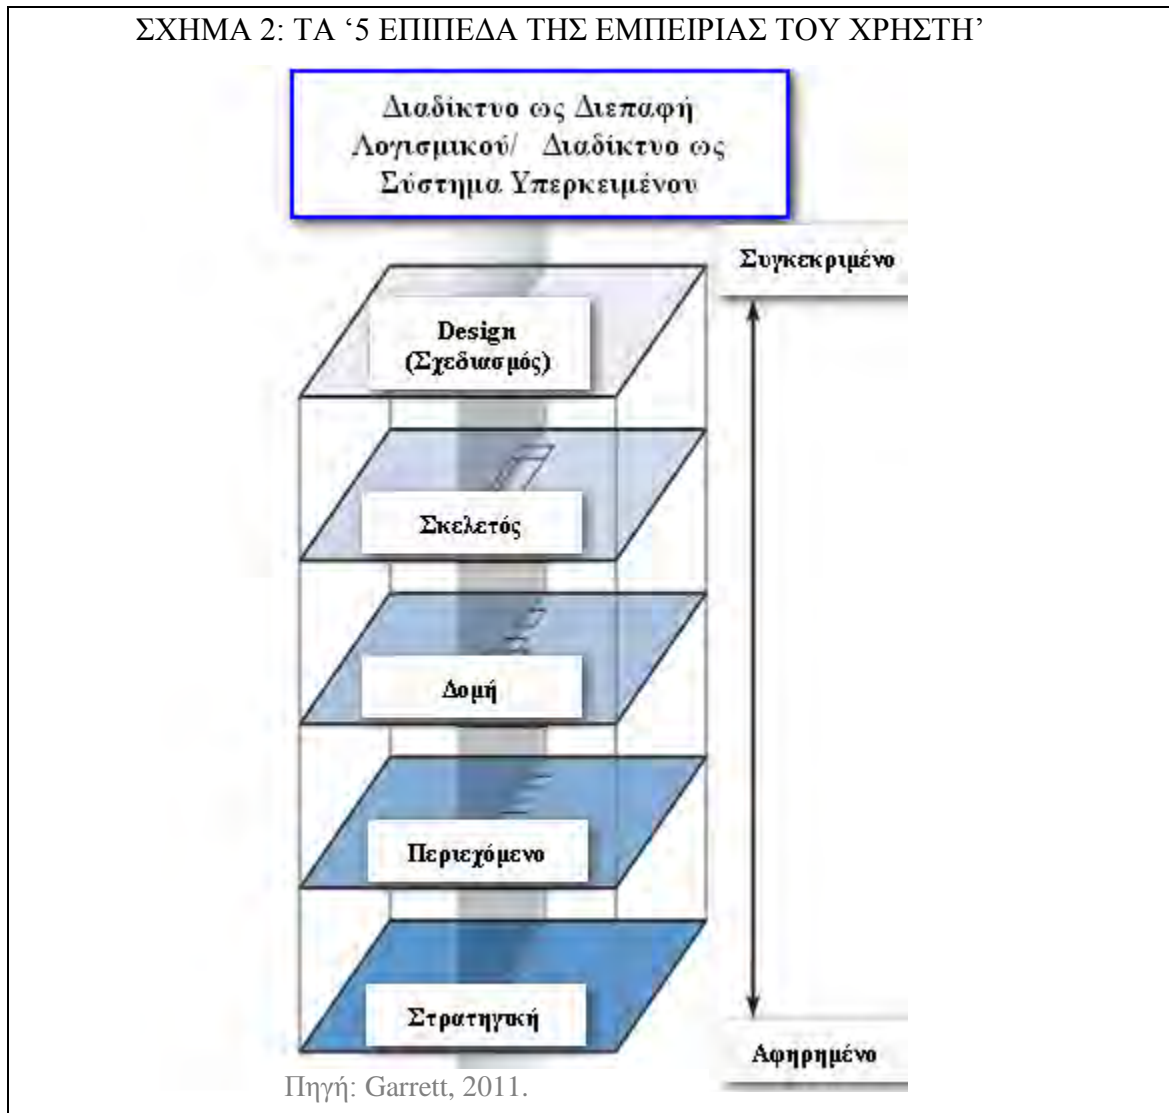 ΣΧΗΜΑ 2: ΤΑ ‘5 ΕΠΙΠΕΔΑ ΤΗΣ ΕΜΠΕΙΡΙΑΣ ΤΟΥ ΧΡΗΣΤΗ’
Διαδίκτυο ως Διεπαφή
Λογισμικού/ Διαδίκτυο ως
Σύστημα Υπερκειμένου
Συγκεκριμένο
Design
(Σχεδιασμός)
Σκελετός
Δομή
Περιεχόμενο
Στρατηγική
Αφηρημένο
Πηγή: Garrett, 2011.